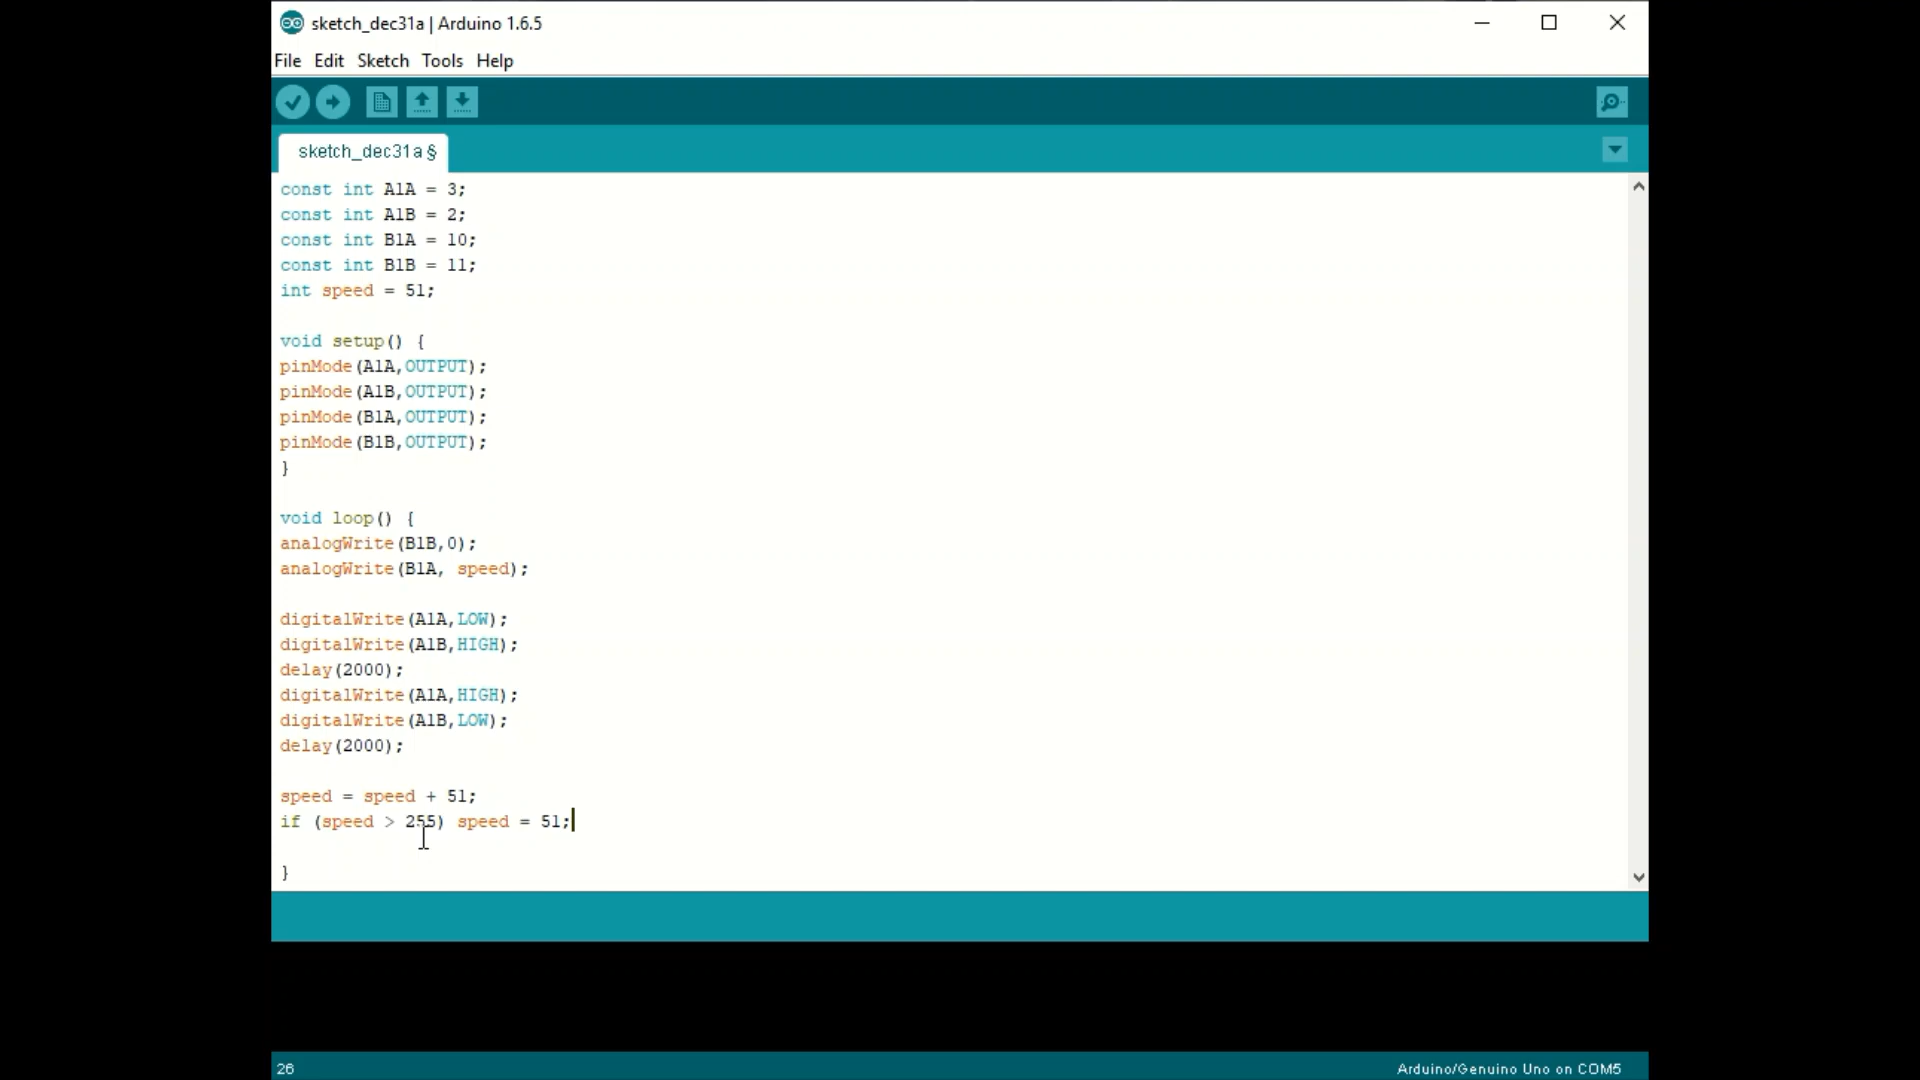 sketch_dec31a | Arduino 1.6.5
File Edit Sketch Tools Help
sketch_dec31a §
const int A1A = 3;
const int A1B = 2;
const int B1A = 10;
const int B1B = 11;
int speed = 51;
void setup() {
pinMode(A1A,OUTPUT);
pinMode(A1B,OUTPUT);
pinMode(B1A,OUTPUT);
pinMode(B1B,OUTPUT);
}
void loop() {
analogWrite(B1B,0);
analogWrite(B1A, speed);
digitalWrite(A1A,LOW);
digitalWrite(A1B,HIGH);
delay(2000);
digitalWrite(A1A,HIGH);
digitalWrite(A1B,LOW);
delay(2000);
speed = speed + 51;
if (speed > 255) speed = 51;
}
26 Arduino/Genuino Uno on COM5